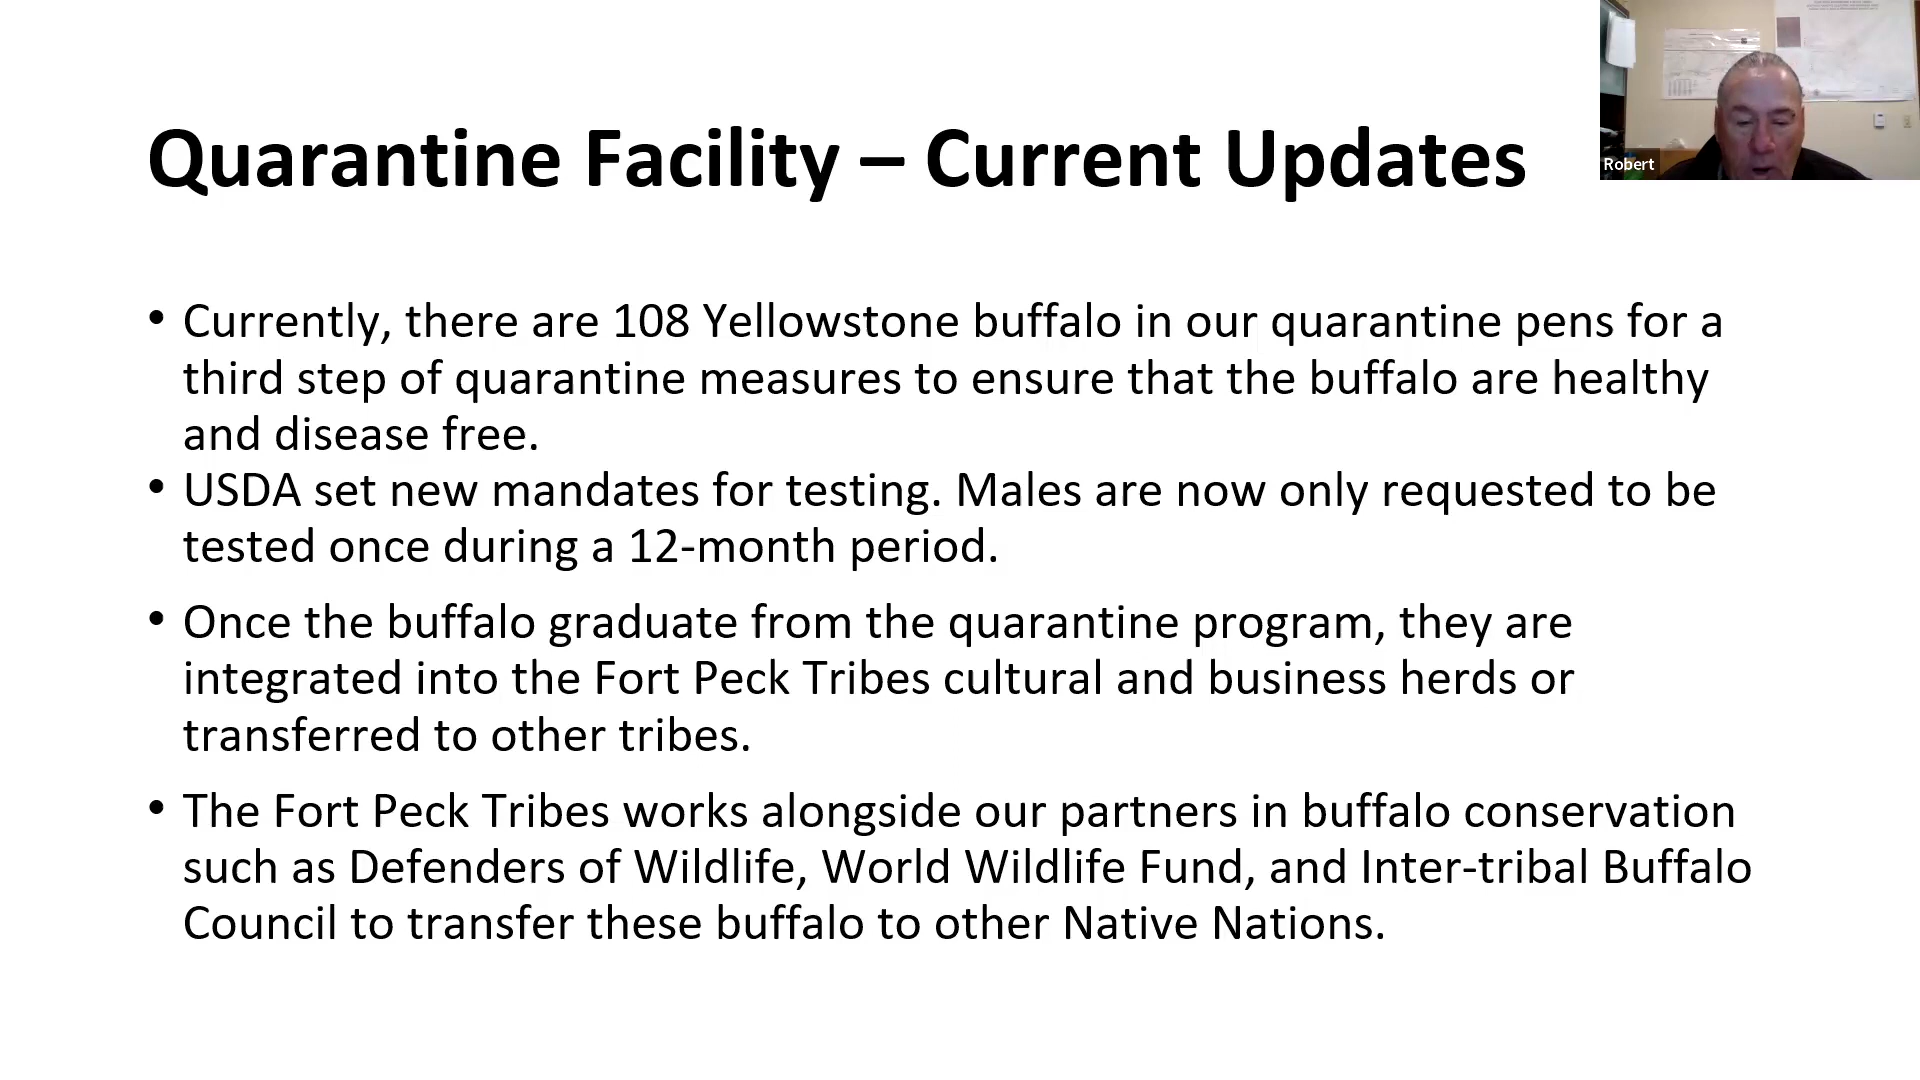 Quarantine Facility – Current Updates
Robert
• Currently, there are 108 Yellowstone buffalo in our quarantine pens for a
third step of quarantine measures to ensure that the buffalo are healthy
and disease free.
• USDA set new mandates for testing. Males are now only requested to be
tested once during a 12-month period.
• Once the buffalo graduate from the quarantine program, they are
integrated into the Fort Peck Tribes cultural and business herds or
transferred to other tribes.
• The Fort Peck Tribes works alongside our partners in buffalo conservation
such as Defenders of Wildlife, World Wildlife Fund, and Inter-tribal Buffalo
Council to transfer these buffalo to other Native Nations.